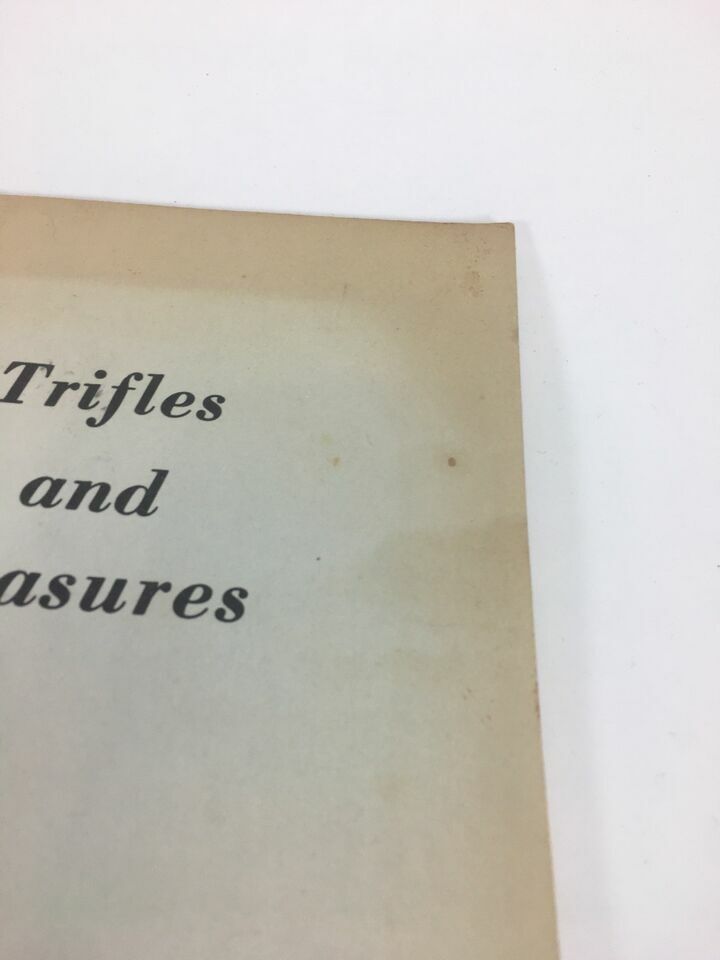 Trifles
and
asures